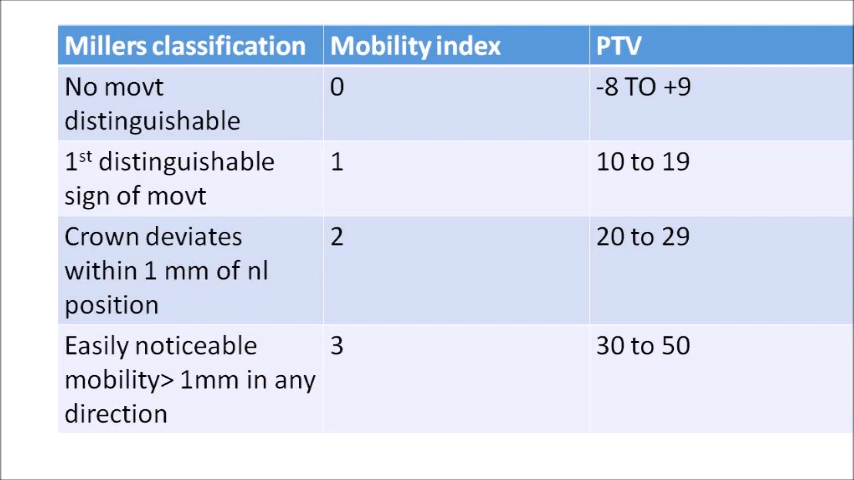 Millers classification Mobility index PTV
No movt 0 -8 TO +9
distinguishable
1st distinguishable 1 10 to 19
sign of movt
Crown deviates 2 20 to 29
within 1 mm of nl
position
Easily noticeable 3 30 to 50
mobility> 1mm in any
direction